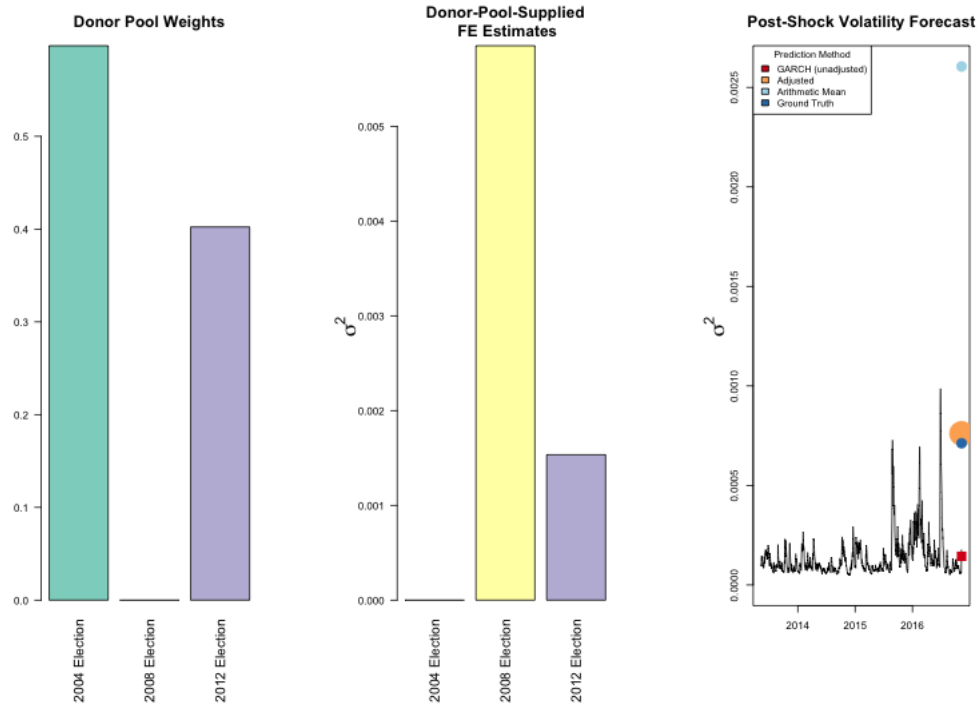 Donor Pool Weights
0.5
0.4
0.3
0.2
0.1
0.0
2004 Election
2008 Election
2012 Election
Donor-Pool-Supplied
FE Estimates
σ²
0.005
0.004
0.003
0.002
0.001
0.000
2004 Election
2008 Election
2012 Election
Post-Shock Volatility Forecast
σ²
0.0025
0.0020
0.0015
0.0010
0.0005
0.0000
Prediction Method
GARCH (unadjusted)
Adjusted
Arithmetic Mean
Ground Truth
2014
2015
2016